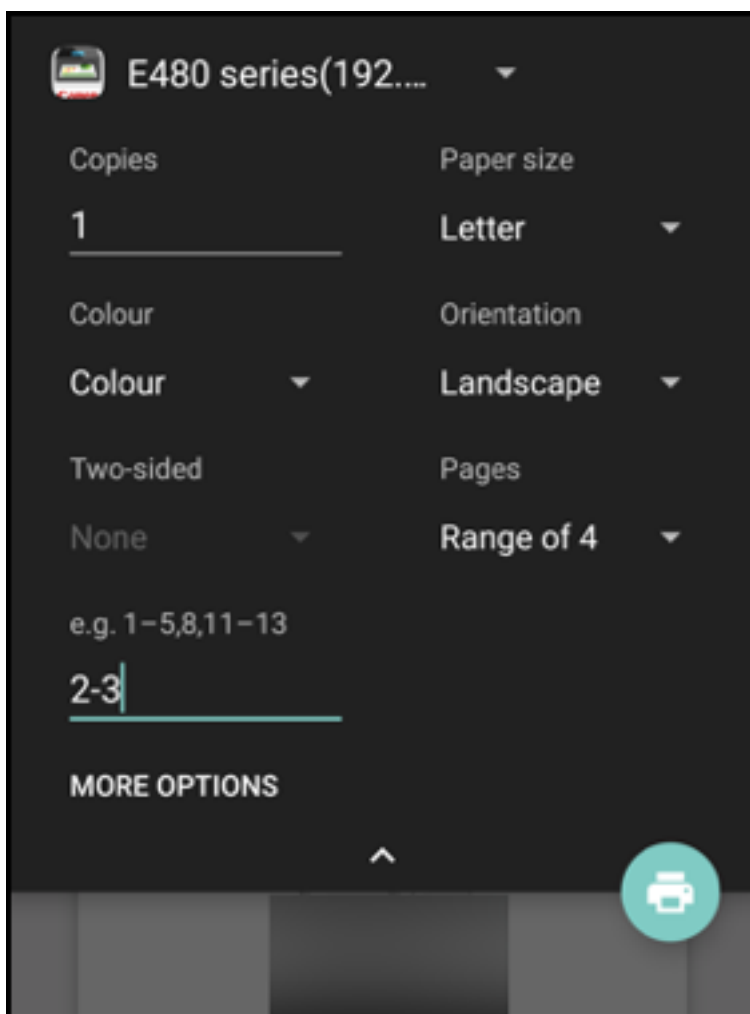 E480 series(192....
Copies
Paper size
1
Letter
Colour
Orientation
Colour
Landscape
Two-sided
Pages
None
Range of 4
e.g. 1–5,8,11–13
2-3
MORE OPTIONS